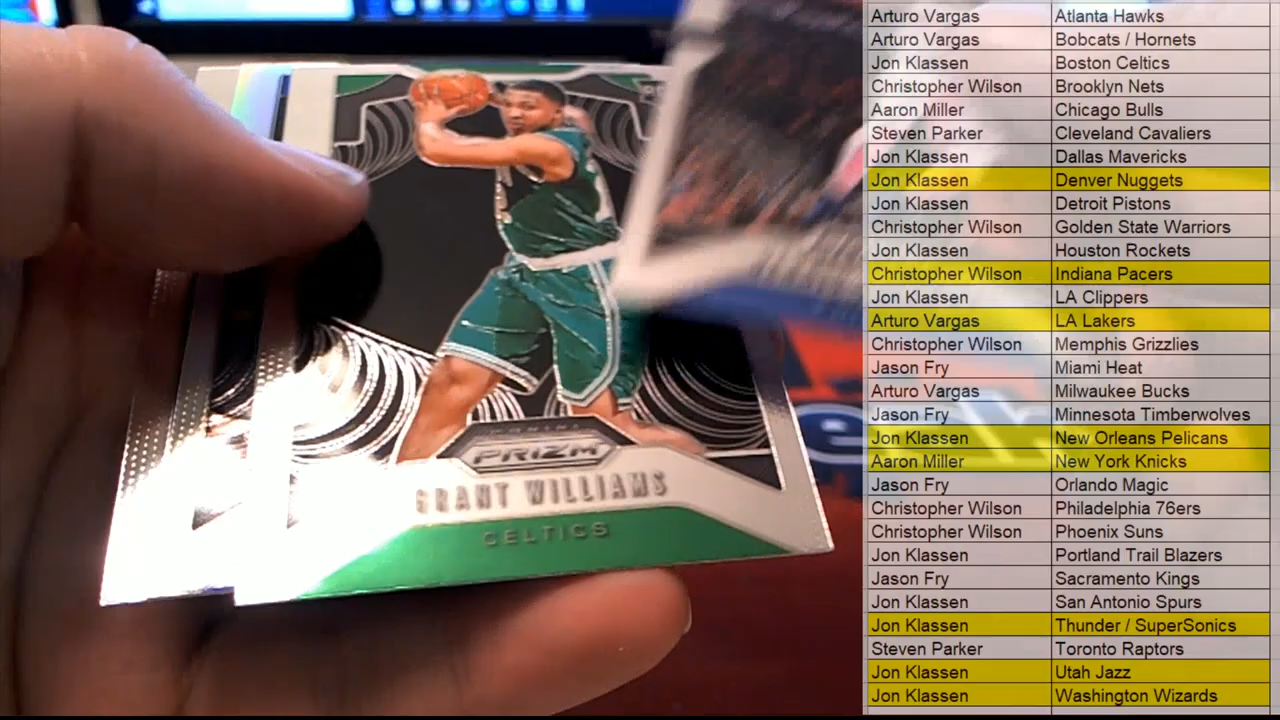 PANINI
PRIZM
GRANT WILLIAMS
CELTICS
Arturo Vargas Atlanta Hawks
Arturo Vargas Bobcats / Hornets
Jon Klassen Boston Celtics
Christopher Wilson Brooklyn Nets
Aaron Miller Chicago Bulls
Steven Parker Cleveland Cavaliers
Jon Klassen Dallas Mavericks
Jon Klassen Denver Nuggets
Jon Klassen Detroit Pistons
Christopher Wilson Golden State Warriors
Jon Klassen Houston Rockets
Christopher Wilson Indiana Pacers
Jon Klassen LA Clippers
Arturo Vargas LA Lakers
Christopher Wilson Memphis Grizzlies
Jason Fry Miami Heat
Arturo Vargas Milwaukee Bucks
Jason Fry Minnesota Timberwolves
Jon Klassen New Orleans Pelicans
Aaron Miller New York Knicks
Jason Fry Orlando Magic
Christopher Wilson Philadelphia 76ers
Christopher Wilson Phoenix Suns
Jon Klassen Portland Trail Blazers
Jason Fry Sacramento Kings
Jon Klassen San Antonio Spurs
Jon Klassen Thunder / SuperSonics
Steven Parker Toronto Raptors
Jon Klassen Utah Jazz
Jon Klassen Washington Wizards